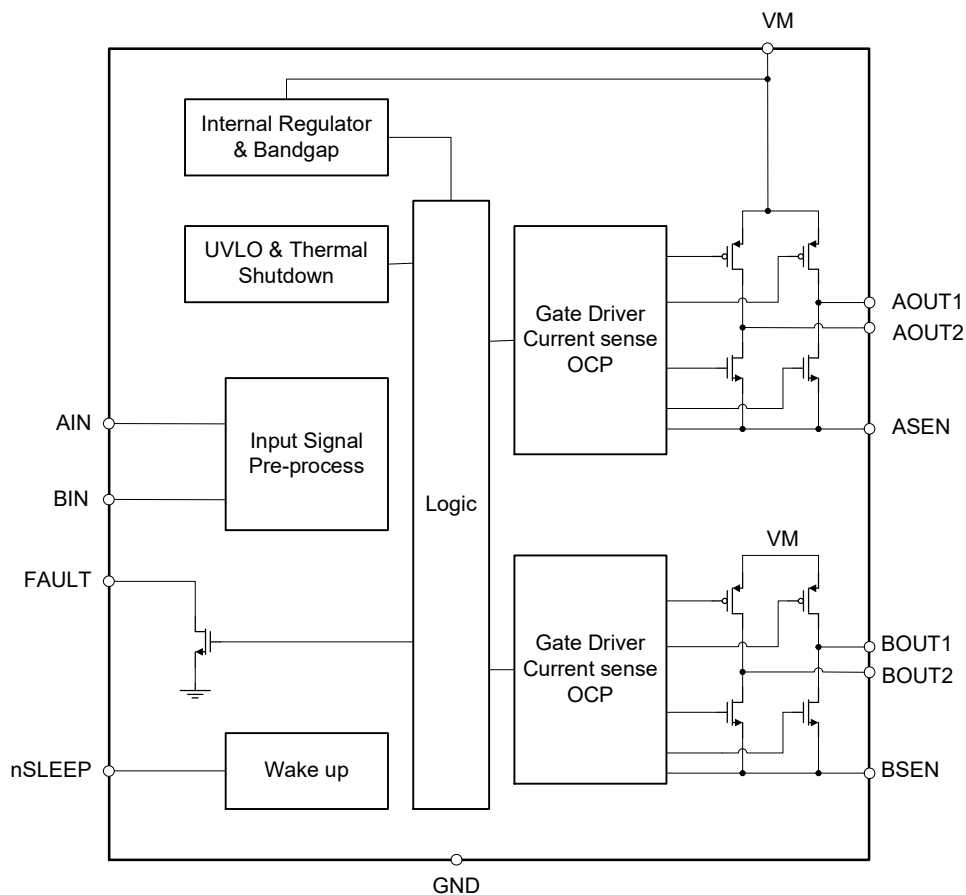 VM
Internal Regulator
& Bandgap
UVLO & Thermal
Shutdown
Gate Driver
Current sense
OCP
AOUT1
AOUT2
ASEN
AIN
BIN
Input Signal
Pre-process
Logic
FAULT
VM
Gate Driver
Current sense
OCP
BOUT1
BOUT2
BSEN
nSLEEP
Wake up
GND